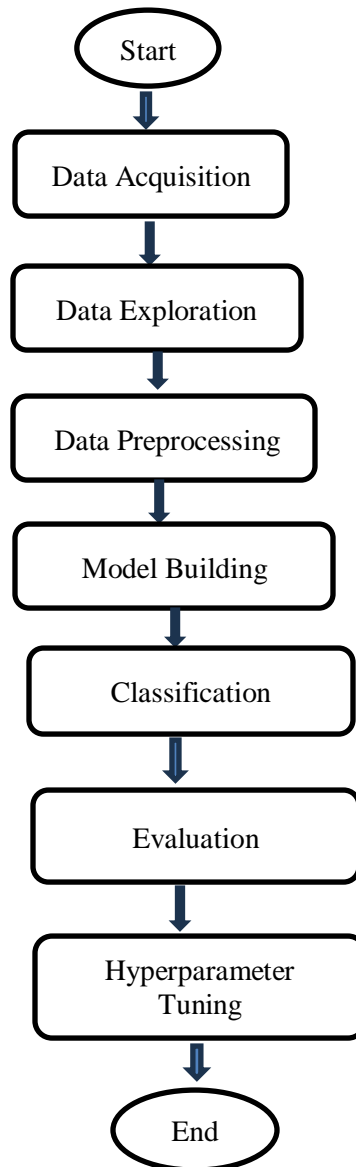 Start
Data Acquisition
Data Exploration
Data Preprocessing
Model Building
Classification
Evaluation
Hyperparameter
Tuning
End